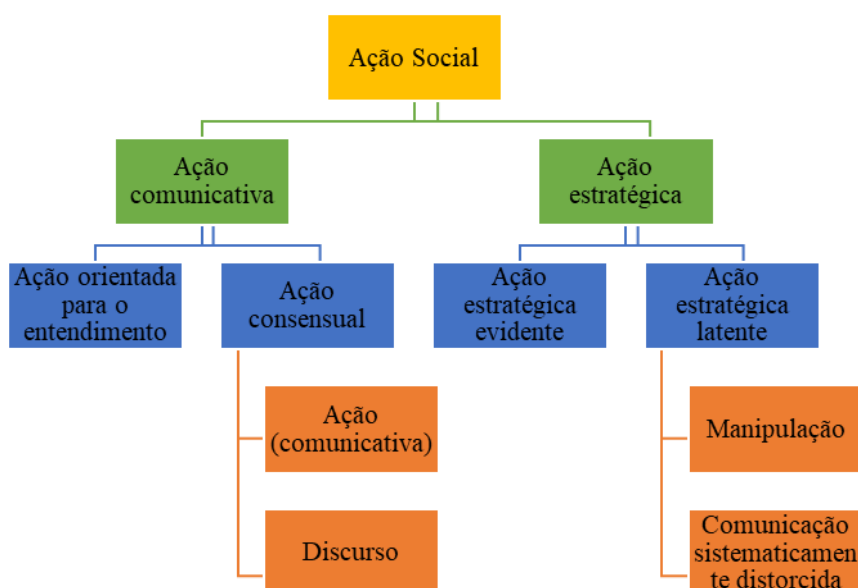 Ação Social
Ação
comunicativa
Ação
estratégica
Ação orientada
para o
entendimento
Ação
consensual
Ação
estratégica
evidente
Ação
estratégica
latente
Ação
(comunicativa)
Manipulação
Discurso
Comunicação
sistematicamen
te distorcida